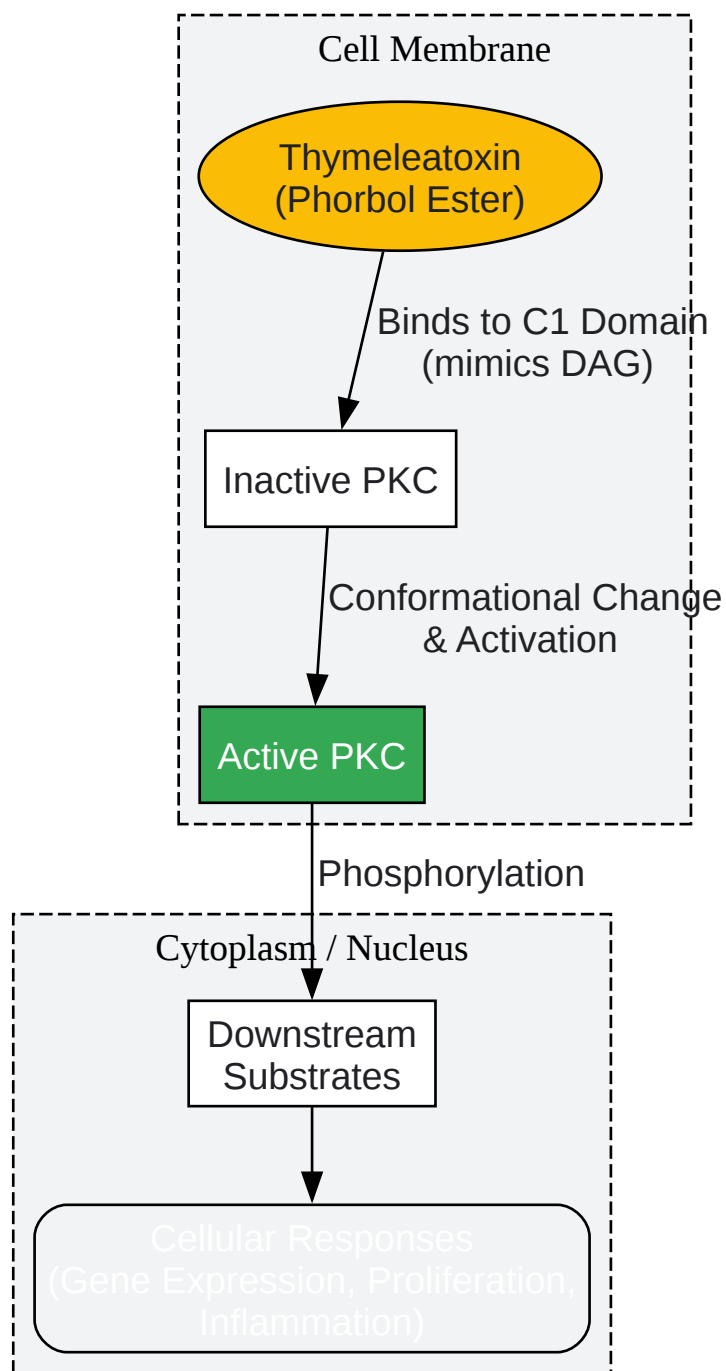 Cell Membrane
Thymeleatoxin
(Phorbol Ester)
Binds to C1 Domain
(mimics DAG)
Inactive PKC
Conformational Change
& Activation
Active PKC
Phosphorylation
Cytoplasm / Nucleus
Downstream
Substrates
Cellular Responses
(Gene Expression, Proliferation,
Inflammation)